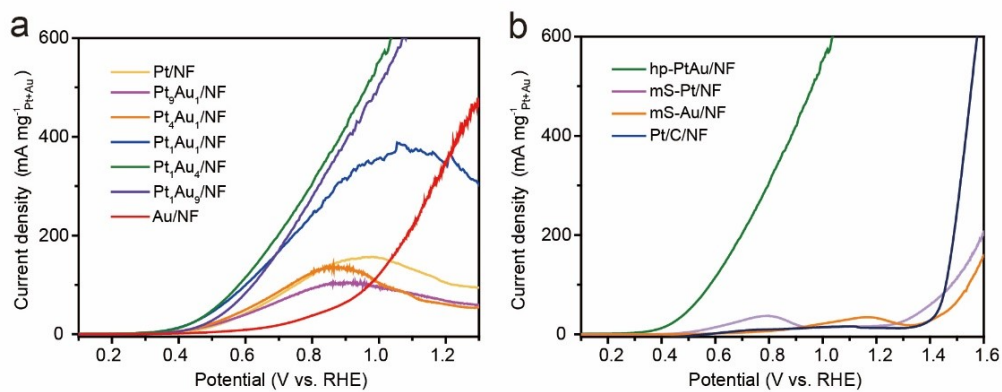 a
600
400
200
0
Current density (mA mg⁻¹Pt+Au)
Pt/NF
Pt₉Au₁/NF
Pt₄Au₁/NF
Pt₁Au₁/NF
Pt₁Au₄/NF
Pt₁Au₉/NF
Au/NF
0.2 0.4 0.6 0.8 1.0 1.2
Potential (V vs. RHE)
b
600
400
200
0
Current density (mA mg⁻¹Pt+Au)
hp-PtAu/NF
mS-Pt/NF
mS-Au/NF
Pt/C/NF
0.2 0.4 0.6 0.8 1.0 1.2 1.4 1.6
Potential (V vs. RHE)